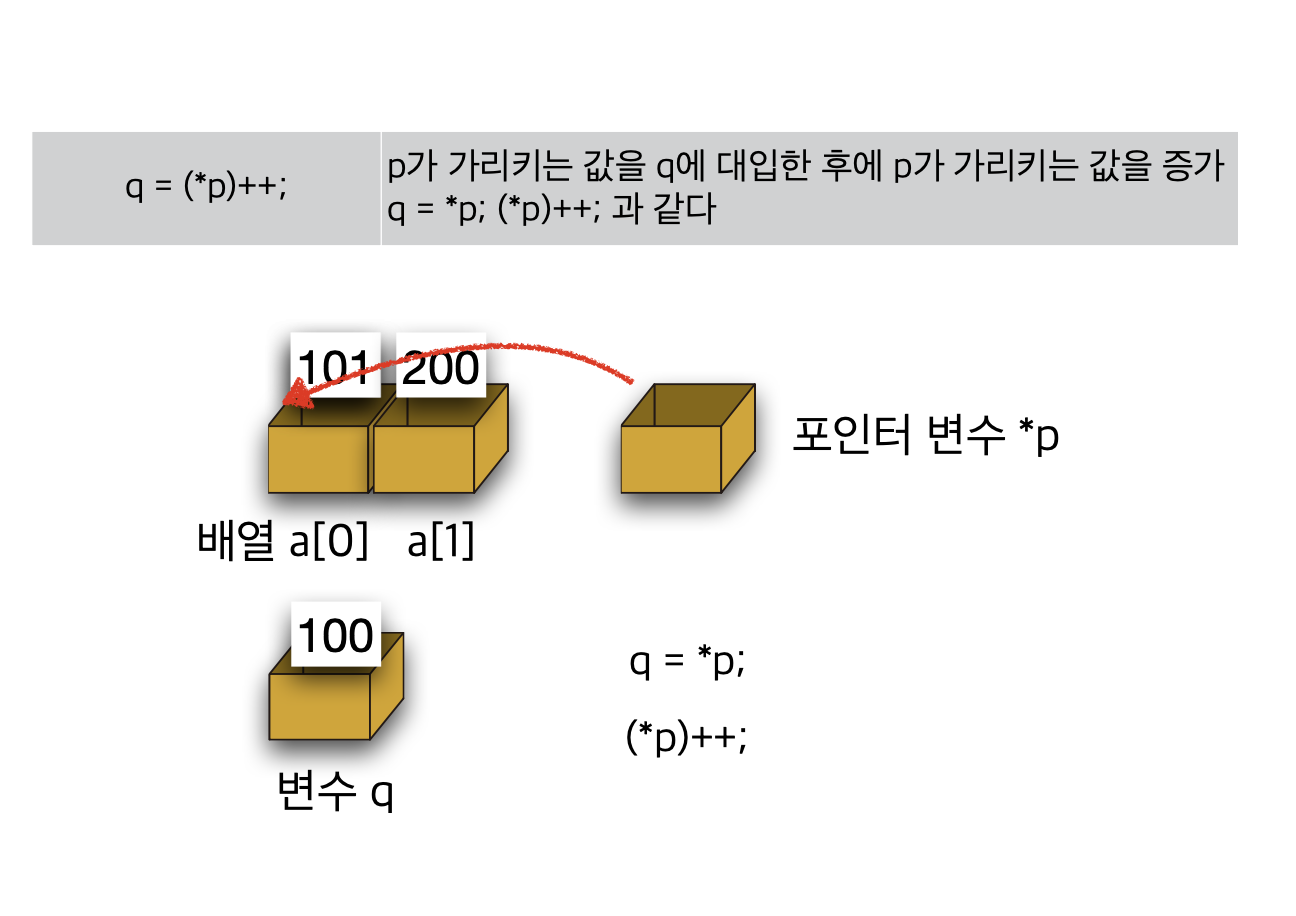 q = (*p)++;
p가 가리키는 값을 q에 대입한 후에 p가 가리키는 값을 증가
q = *p; (*p)++; 과 같다
101 200
포인터 변수 *p
배열 a[0] a[1]
100
q = *p;
(*p)++;
변수 q